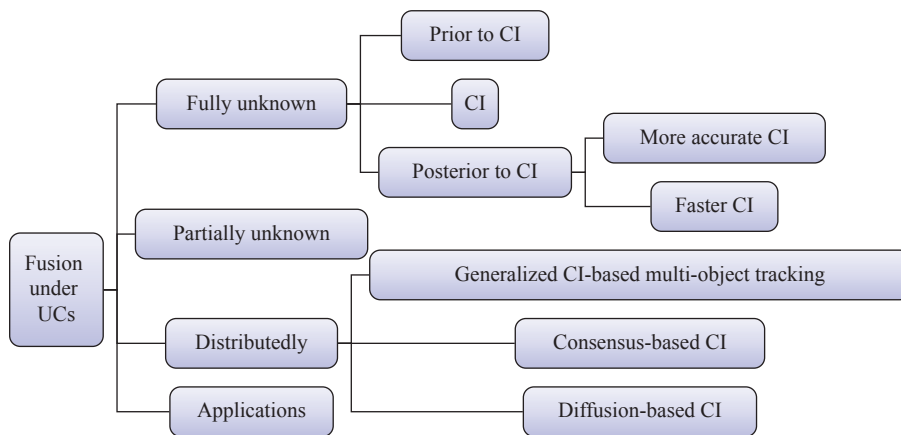 Fusion
under
UCs
Fully unknown
Prior to CI
CI
Posterior to CI
More accurate CI
Faster CI
Partially unknown
Distributedly
Generalized CI-based multi-object tracking
Consensus-based CI
Diffusion-based CI
Applications